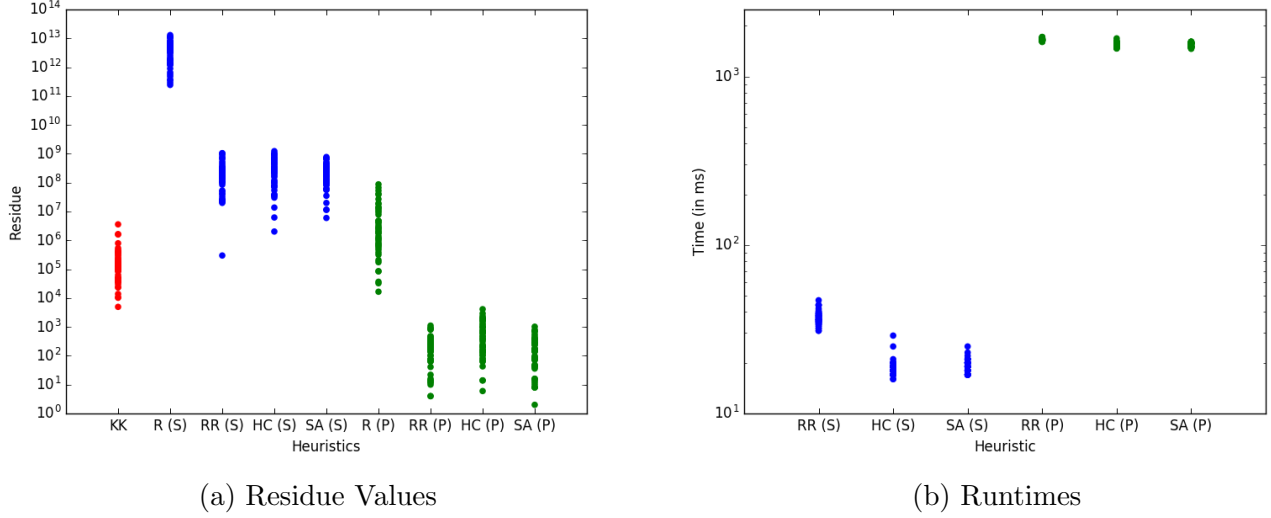 10^14
10^13
10^12
10^11
10^10
10^9
10^8
10^7
10^6
10^5
10^4
10^3
10^2
10^1
10^0
Residue
KK R (S) RR (S) HC (S) SA (S) R (P) RR (P) HC (P) SA (P)
Heuristics
(a) Residue Values
10^3
10^2
10^1
Time (in ms)
RR (S) HC (S) SA (S) RR (P) HC (P) SA (P)
Heuristic
(b) Runtimes